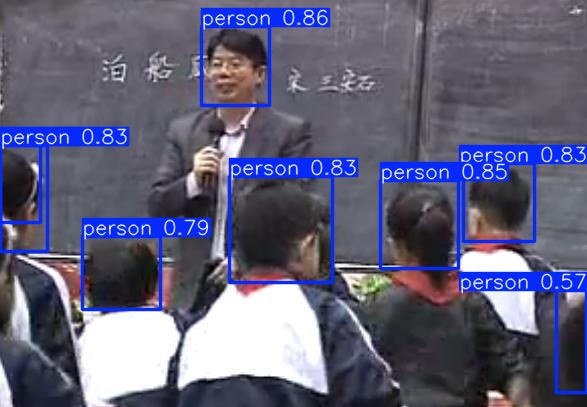 person 0.86
泊船
宋 王安石
person 0.83
person 0.83
person 0.83
person 0.85
person 0.79
person 0.57